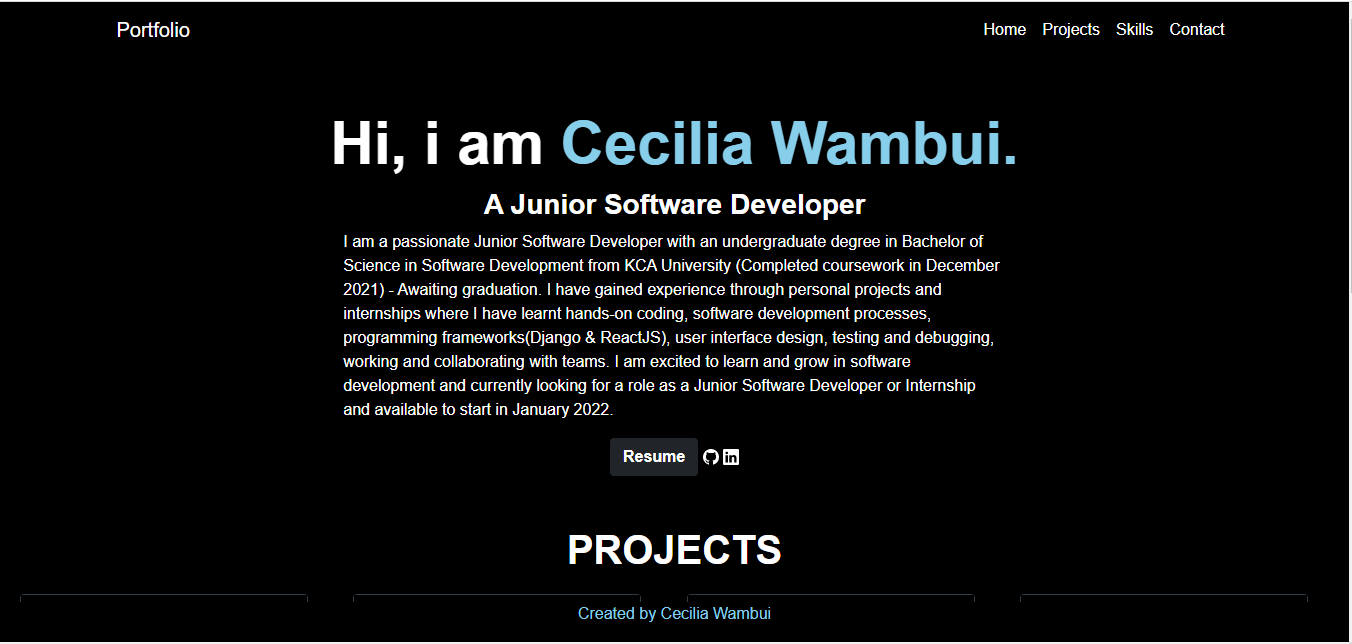 Portfolio
Home Projects Skills Contact
Hi, i am Cecilia Wambui.
A Junior Software Developer
I am a passionate Junior Software Developer with an undergraduate degree in Bachelor of
Science in Software Development from KCA University (Completed coursework in December
2021) - Awaiting graduation. I have gained experience through personal projects and
internships where I have learnt hands-on coding, software development processes,
programming frameworks(Django & ReactJS), user interface design, testing and debugging,
working and collaborating with teams. I am excited to learn and grow in software
development and currently looking for a role as a Junior Software Developer or Internship
and available to start in January 2022.
Resume in
PROJECTS
Created by Cecilia Wambui